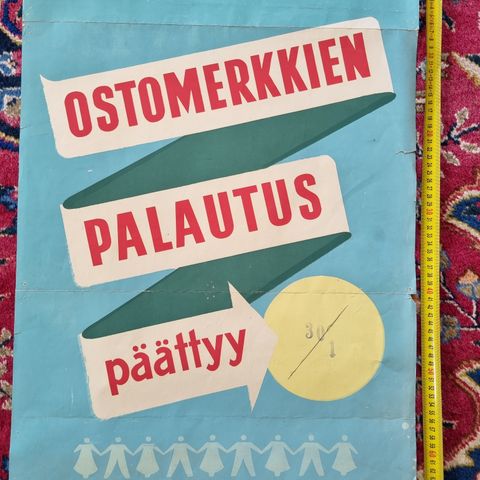 OSTOMERKKIEN
PALAUTUS
päättyy
30/1